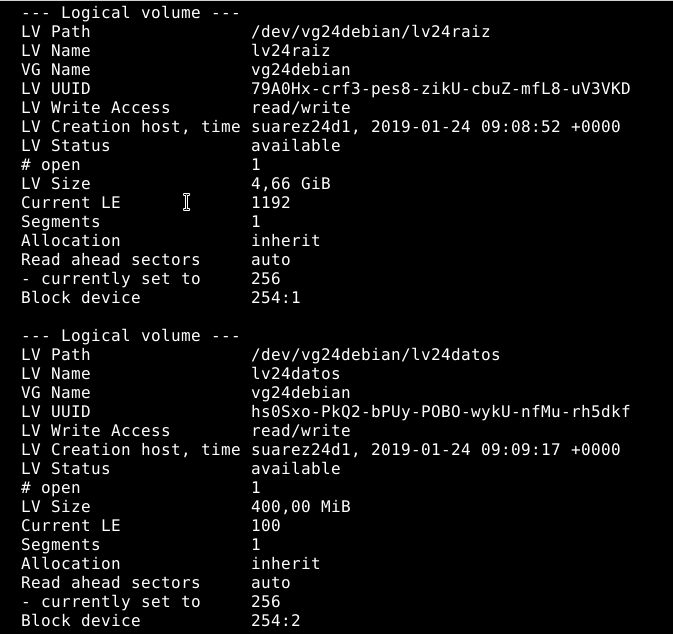 --- Logical volume ---
LV Path                /dev/vg24debian/lv24raiz
LV Name                lv24raiz
VG Name                vg24debian
LV UUID                79A0Hx-crf3-pes8-zikU-cbuZ-mfL8-uV3VKD
LV Write Access        read/write
LV Creation host, time suarez24d1, 2019-01-24 09:08:52 +0000
LV Status              available
# open                 1
LV Size                4,66 GiB
Current LE             1192
Segments               1
Allocation             inherit
Read ahead sectors     auto
- currently set to     256
Block device           254:1

--- Logical volume ---
LV Path                /dev/vg24debian/lv24datos
LV Name                lv24datos
VG Name                vg24debian
LV UUID                hs0Sxo-PkQ2-bPUy-POBO-wykU-nfMu-rh5dkf
LV Write Access        read/write
LV Creation host, time suarez24d1, 2019-01-24 09:09:17 +0000
LV Status              available
# open                 1
LV Size                400,00 MiB
Current LE             100
Segments               1
Allocation             inherit
Read ahead sectors     auto
- currently set to     256
Block device           254:2